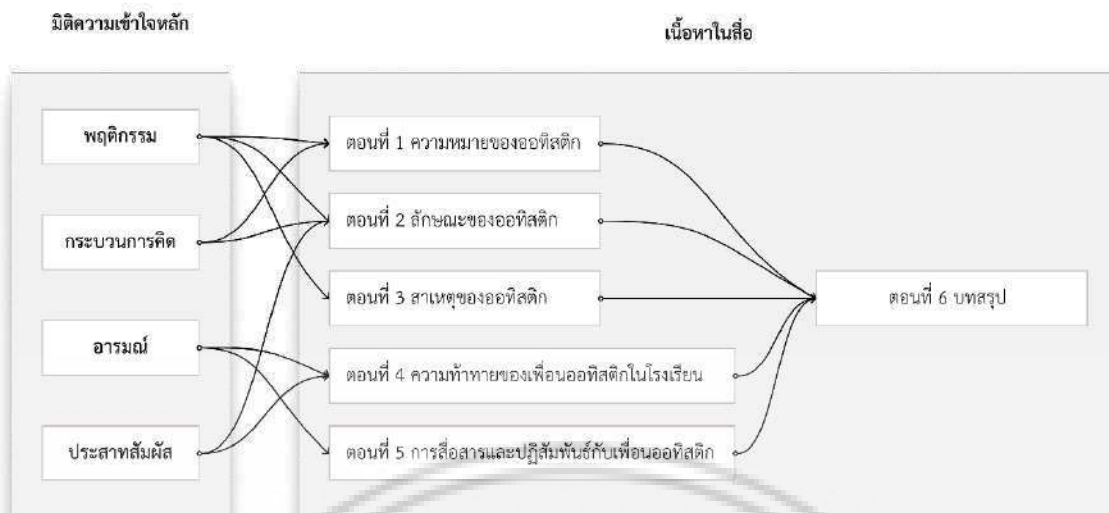 มิติความเข้าใจหลัก
เนื้อหาในสื่อ
พฤติกรรม
กระบวนการคิด
อารมณ์
ประสาทสัมผัส
ตอนที่ 1 ความหมายของออทิสติก
ตอนที่ 2 ลักษณะของออทิสติก
ตอนที่ 3 สาเหตุของออทิสติก
ตอนที่ 4 ความท้าทายของเพื่อนออทิสติกในโรงเรียน
ตอนที่ 5 การสื่อสารและปฏิสัมพันธ์กับเพื่อนออทิสติก
ตอนที่ 6 บทสรุป